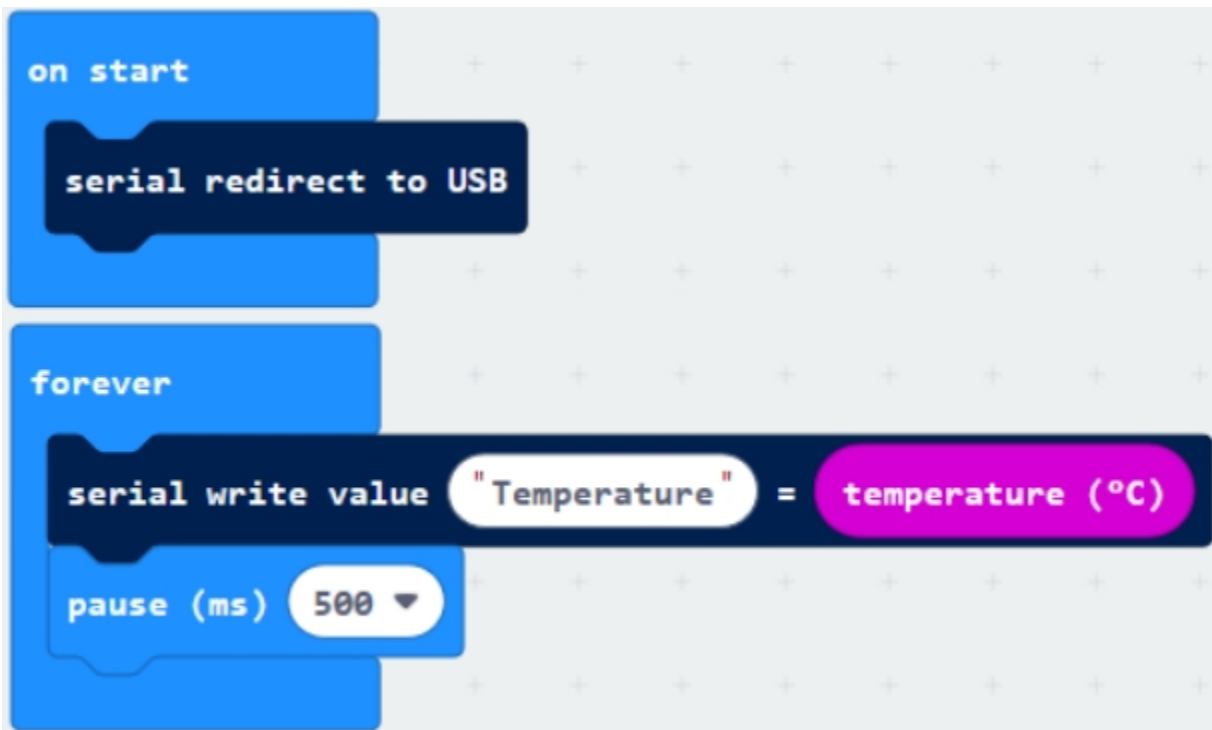 on start
serial redirect to USB
forever
serial write value "Temperature" = temperature (°C)
pause (ms) 500